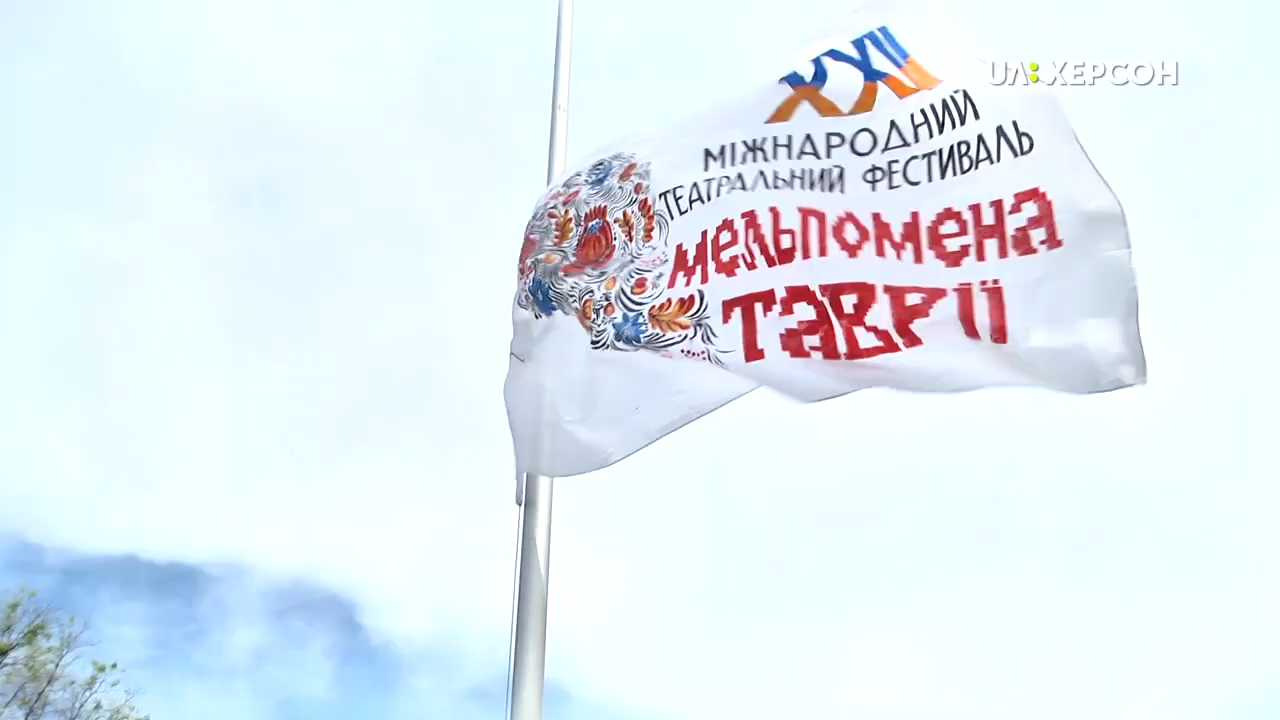 UA:ХЕРСОН
XXII
МІЖНАРОДНИЙ
ТЕАТРАЛЬНИЙ ФЕСТИВАЛЬ
Мельпомена
Таврії